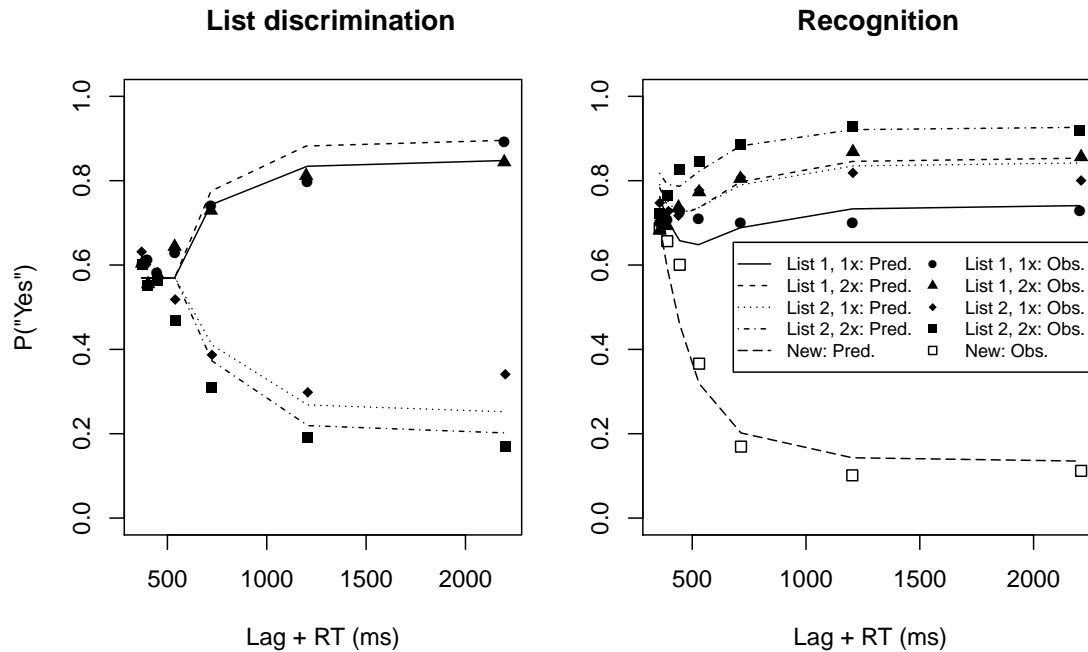 List discrimination
Recognition
P("Yes")
1.0
0.8
0.6
0.4
0.2
0.0
500 1000 1500 2000
Lag + RT (ms)
1.0
0.8
0.6
0.4
0.2
0.0
List 1, 1x: Pred. List 1, 1x: Obs.
List 1, 2x: Pred. List 1, 2x: Obs.
List 2, 1x: Pred. List 2, 1x: Obs.
List 2, 2x: Pred. List 2, 2x: Obs.
New: Pred. New: Obs.
500 1000 1500 2000
Lag + RT (ms)